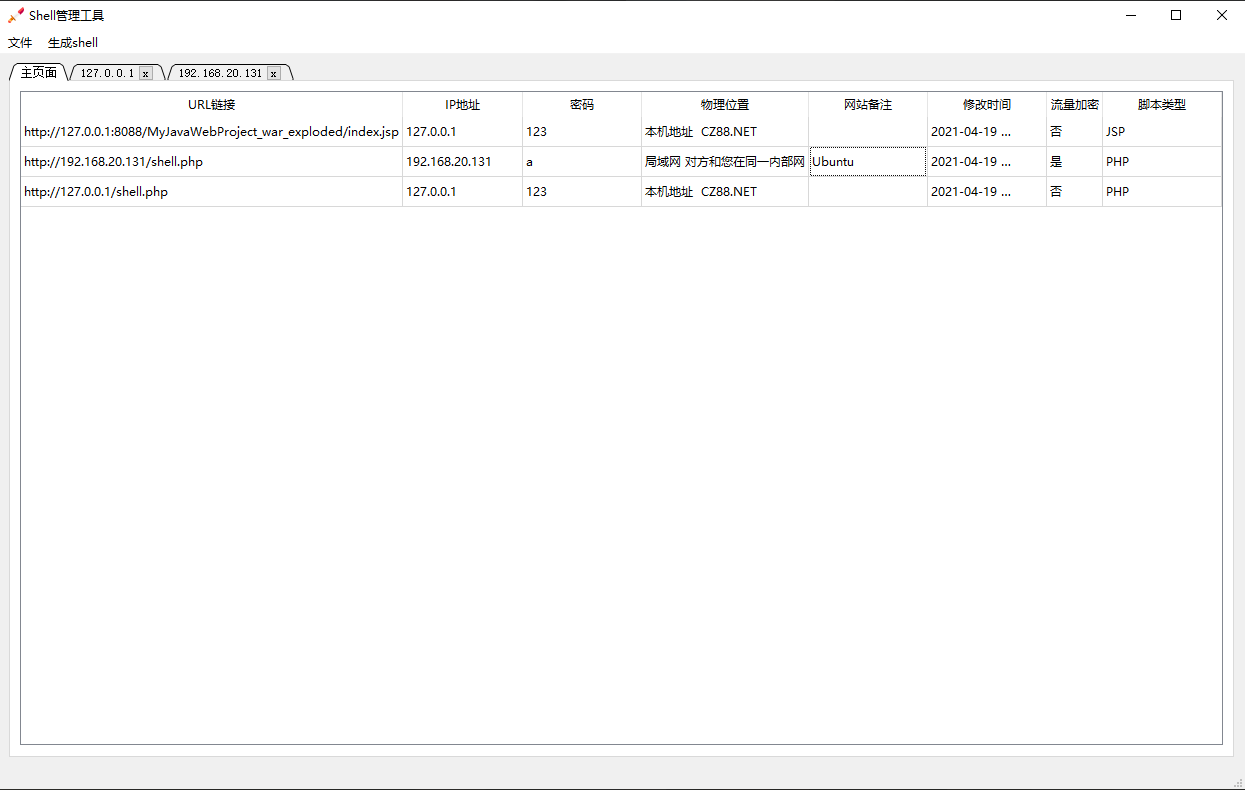 Shell管理工具
文件 生成shell
主页面 127.0.0.1 x 192.168.20.131 x
URL链接 IP地址 密码 物理位置 网站备注 修改时间 流量加密 脚本类型
http://127.0.0.1:8088/MyJavaWebProject_war_exploded/index.jsp 127.0.0.1 123 本机地址 CZ88.NET 2021-04-19 ... 否 JSP
http://192.168.20.131/shell.php 192.168.20.131 a 局域网 对方和您在同一内部网 Ubuntu 2021-04-19 ... 是 PHP
http://127.0.0.1/shell.php 127.0.0.1 123 本机地址 CZ88.NET 2021-04-19 ... 否 PHP